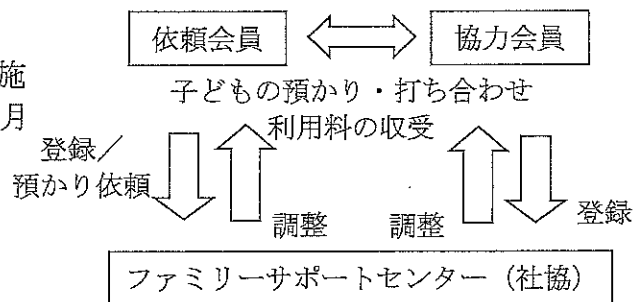 依頼会員
協力会員
施
月
子どもの預かり・打ち合わせ
利用料の収受
登録/
預かり依頼
調整
調整
登録
ファミリーサポートセンター（社協）